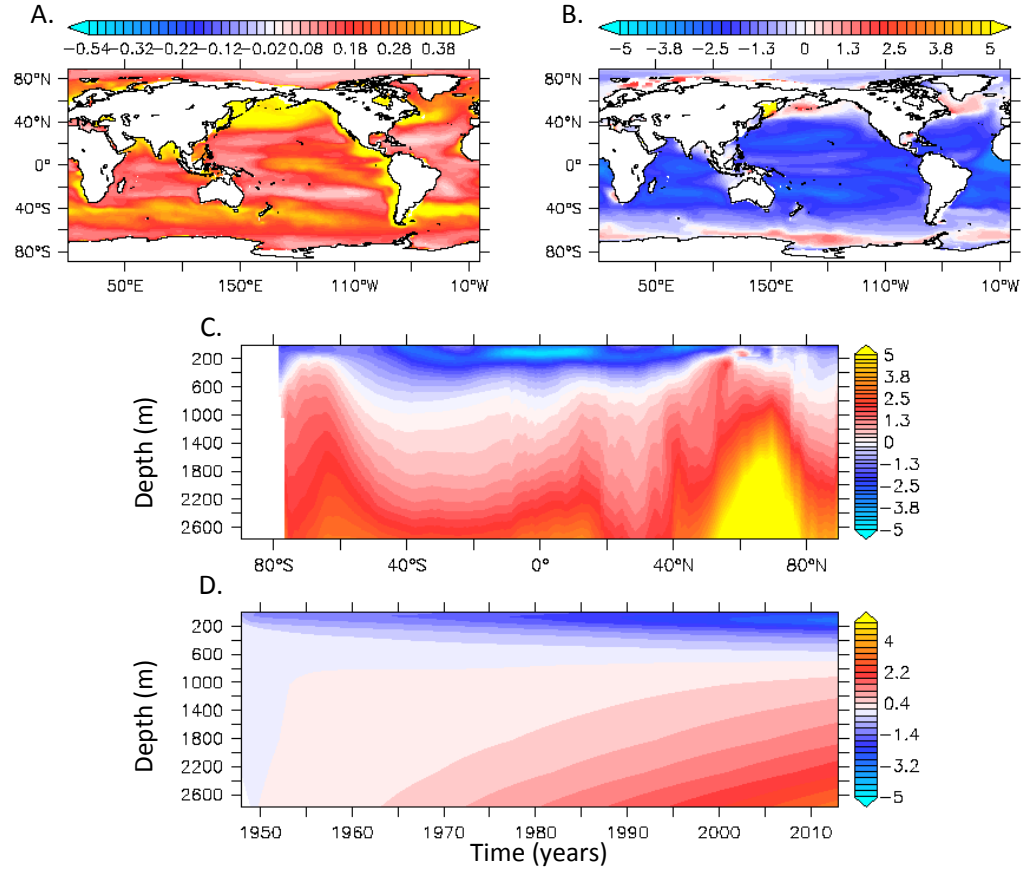 A. B.
−0.54−0.32−0.22−0.12−0.020.08 0.18 0.28 0.38 −5 −3.8 −2.5 −1.3 0 1.3 2.5 3.8 5
80°N 80°N
40°N 40°N
0° 0°
40°S 40°S
80°S 80°S
50°E 150°E 110°W 10°W 50°E 150°E 110°W 10°W
C.
Depth (m)
200
600
1000
1400
1800
2200
2600
80°S 40°S 0° 40°N 80°N
5
3.8
2.5
1.3
0
−1.3
−2.5
−3.8
−5
D.
Depth (m)
200
600
1000
1400
1800
2200
2600
1950 1960 1970 1980 1990 2000 2010
Time (years)
4
2.2
0.4
−1.4
−3.2
−5